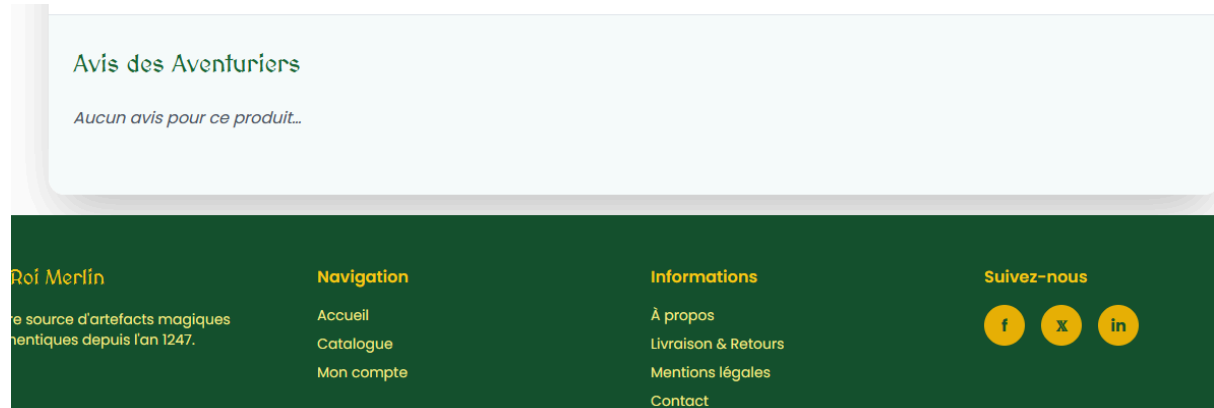 Avis des Aventuriers
Aucun avis pour ce produit...
Roi Merlin
e source d'artefacts magiques
entiques depuis l'an 1247.
Navigation
Accueil
Catalogue
Mon compte
Informations
À propos
Livraison & Retours
Mentions légales
Contact
Suivez-nous
f
X
in